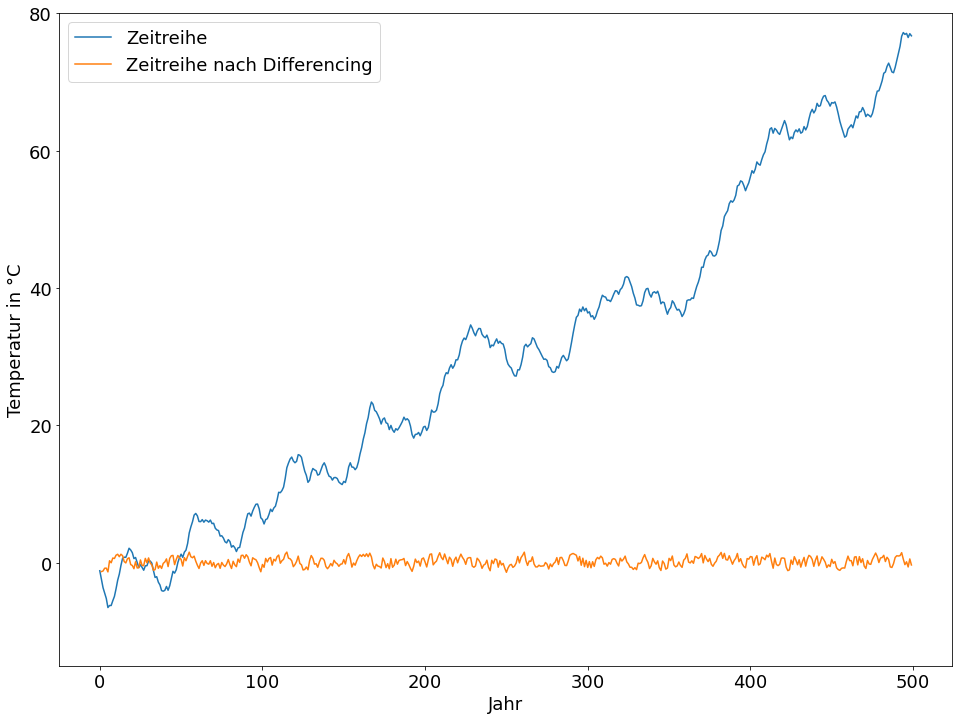 Zeitreihe
Zeitreihe nach Differencing
Temperatur in °C
80
60
40
20
0
0 100 200 300 400 500
Jahr